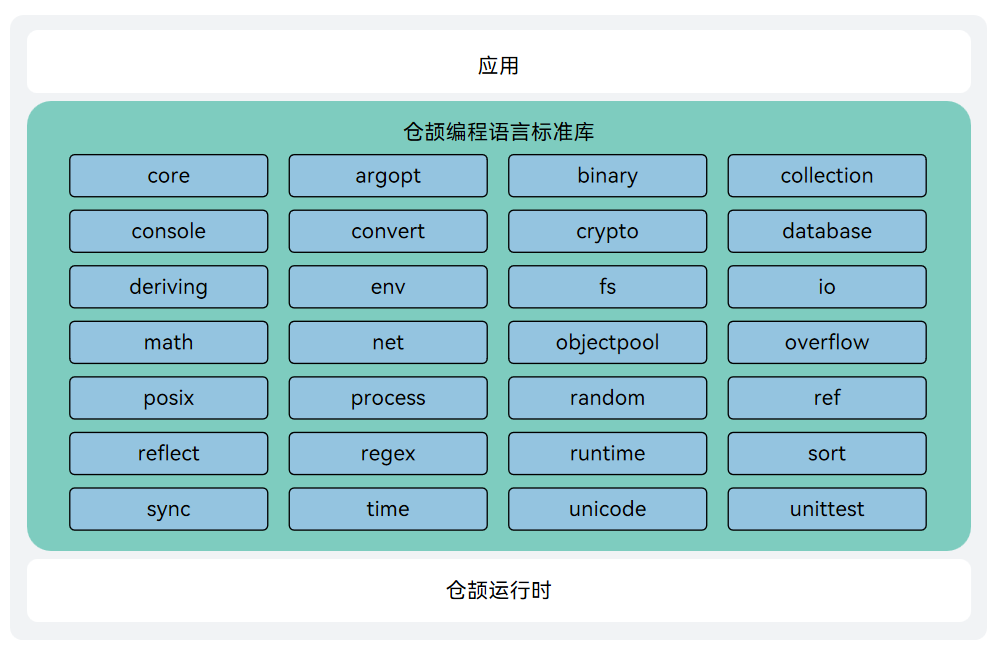 应用
仓颉编程语言标准库
core argopt binary collection
console convert crypto database
deriving env fs io
math net objectpool overflow
posix process random ref
reflect regex runtime sort
sync time unicode unittest
仓颉运行时